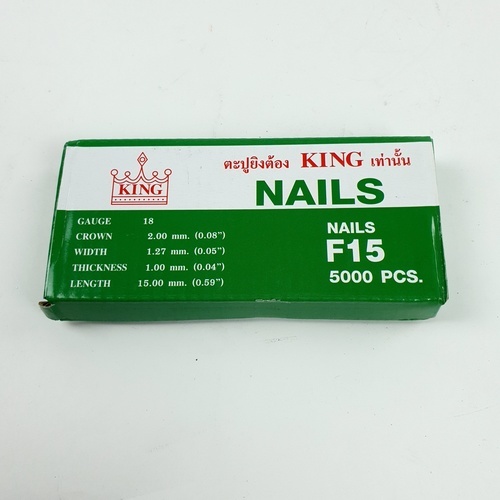 ตะปูยิงต้อง KING เท่านั้น
KING
NAILS
GAUGE 18
CROWN 2.00 mm. (0.08")
WIDTH 1.27 mm. (0.05")
THICKNESS 1.00 mm. (0.04")
LENGTH 15.00 mm. (0.59")
NAILS
F15
5000 PCS.